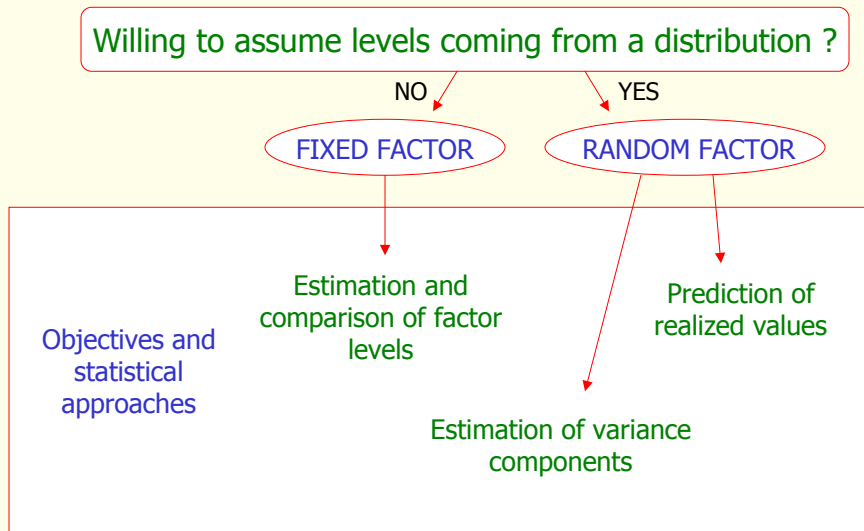 Willing to assume levels coming from a distribution ?
NO
YES
FIXED FACTOR
RANDOM FACTOR
Objectives and
statistical
approaches
Estimation and
comparison of factor
levels
Prediction of
realized values
Estimation of variance
components